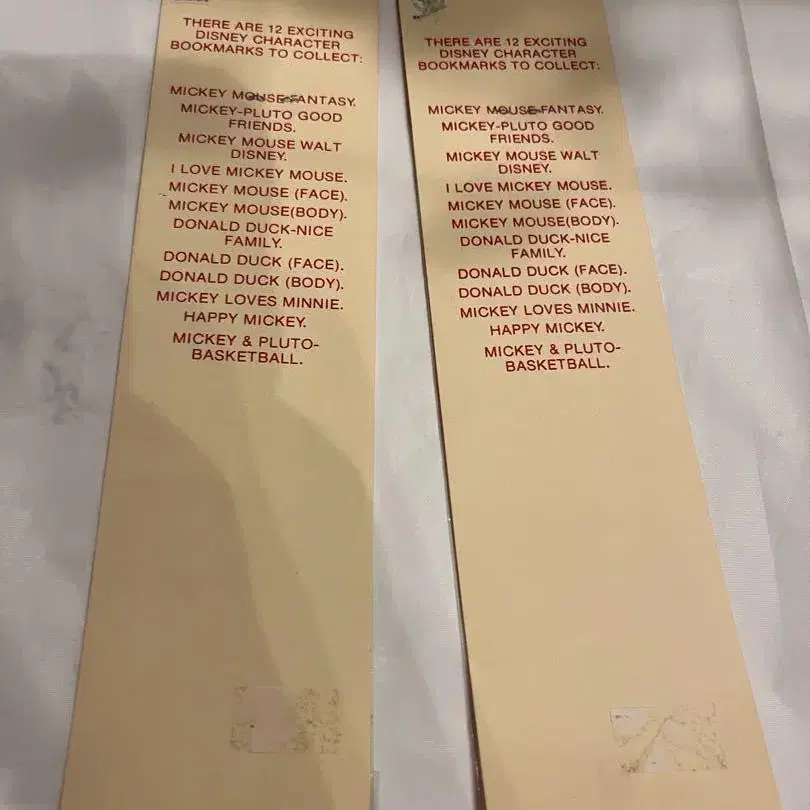 THERE ARE 12 EXCITING
DISNEY CHARACTER
BOOKMARKS TO COLLECT:
MICKEY MOUSE-FANTASY.
MICKEY-PLUTO GOOD
FRIENDS.
MICKEY MOUSE WALT
DISNEY.
I LOVE MICKEY MOUSE.
MICKEY MOUSE (FACE).
MICKEY MOUSE(BODY).
DONALD DUCK-NICE
FAMILY.
DONALD DUCK (FACE).
DONALD DUCK (BODY).
MICKEY LOVES MINNIE.
HAPPY MICKEY.
MICKEY & PLUTO-
BASKETBALL.
THERE ARE 12 EXCITING
DISNEY CHARACTER
BOOKMARKS TO COLLECT:
MICKEY MOUSE-FANTASY.
MICKEY-PLUTO GOOD
FRIENDS.
MICKEY MOUSE WALT
DISNEY.
I LOVE MICKEY MOUSE.
MICKEY MOUSE (FACE).
MICKEY MOUSE(BODY).
DONALD DUCK-NICE
FAMILY.
DONALD DUCK (FACE).
DONALD DUCK (BODY).
MICKEY LOVES MINNIE.
HAPPY MICKEY.
MICKEY & PLUTO-
BASKETBALL.